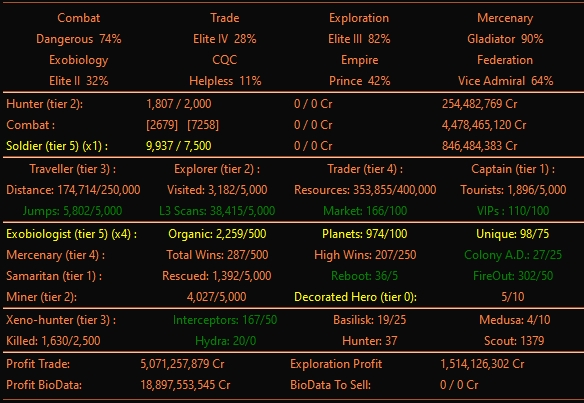 Combat Trade Exploration Mercenary
Dangerous 74% Elite IV 28% Elite III 82% Gladiator 90%
Exobiology CQC Empire Federation
Elite II 32% Helpless 11% Prince 42% Vice Admiral 64%
Hunter (tier 2): 1,807 / 2,000 0 / 0 Cr 254,482,769 Cr
Combat : [2679] [7258] 4,478,465,120 Cr
Soldier (tier 5) (x1) : 9,937 / 7,500 0 / 0 Cr 846,484,383 Cr
Traveller (tier 3) : Explorer (tier 2) : Trader (tier 4) : Captain (tier 1) :
Distance: 174,714/250,000 Visited: 3,182/5,000 Resources: 353,855/400,000 Tourists: 1,896/5,000
Jumps: 5,802/5,000 L3 Scans: 38,415/5,000 Market: 166/100 VIPs : 110/100
Exobiologist (tier 5) (x4) : Organic: 2,259/500 Planets: 974/100 Unique: 98/75
Mercenary (tier 4) : Total Wins: 287/500 High Wins: 207/250 Colony A.D.: 27/25
Samaritan (tier 1) : Rescued: 1,392/5,000 Reboot: 36/5 FireOut: 302/50
Miner (tier 2): 4,027/5,000 Decorated Hero (tier 0): 5/10
Xeno-hunter (tier 3) : Interceptors: 167/50 Basilisk: 19/25 Medusa: 4/10
Killed: 1,630/2,500 Hydra: 20/0 Hunter: 37 Scout: 1379
Profit Trade: 5,071,257,879 Cr Exploration Profit 1,514,126,302 Cr
Profit BioData: 18,897,553,545 Cr BioData To Sell: 0 / 0 Cr